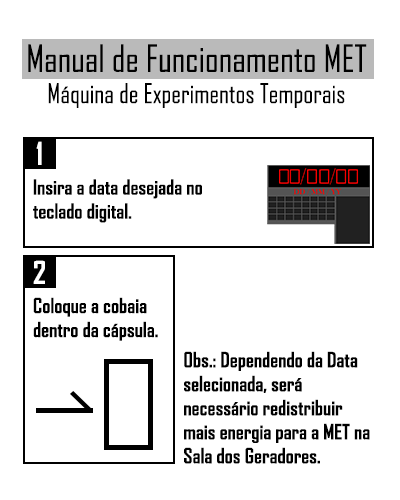 Manual de Funcionamento MET
Máquina de Experimentos Temporais
1
Insira a data desejada no
teclado digital.
00/00/00
2
Coloque a cobaia
dentro da cápsula.
Obs.: Dependendo da Data
selecionada, será
necessário redistribuir
mais energia para a MET na
Sala dos Geradores.